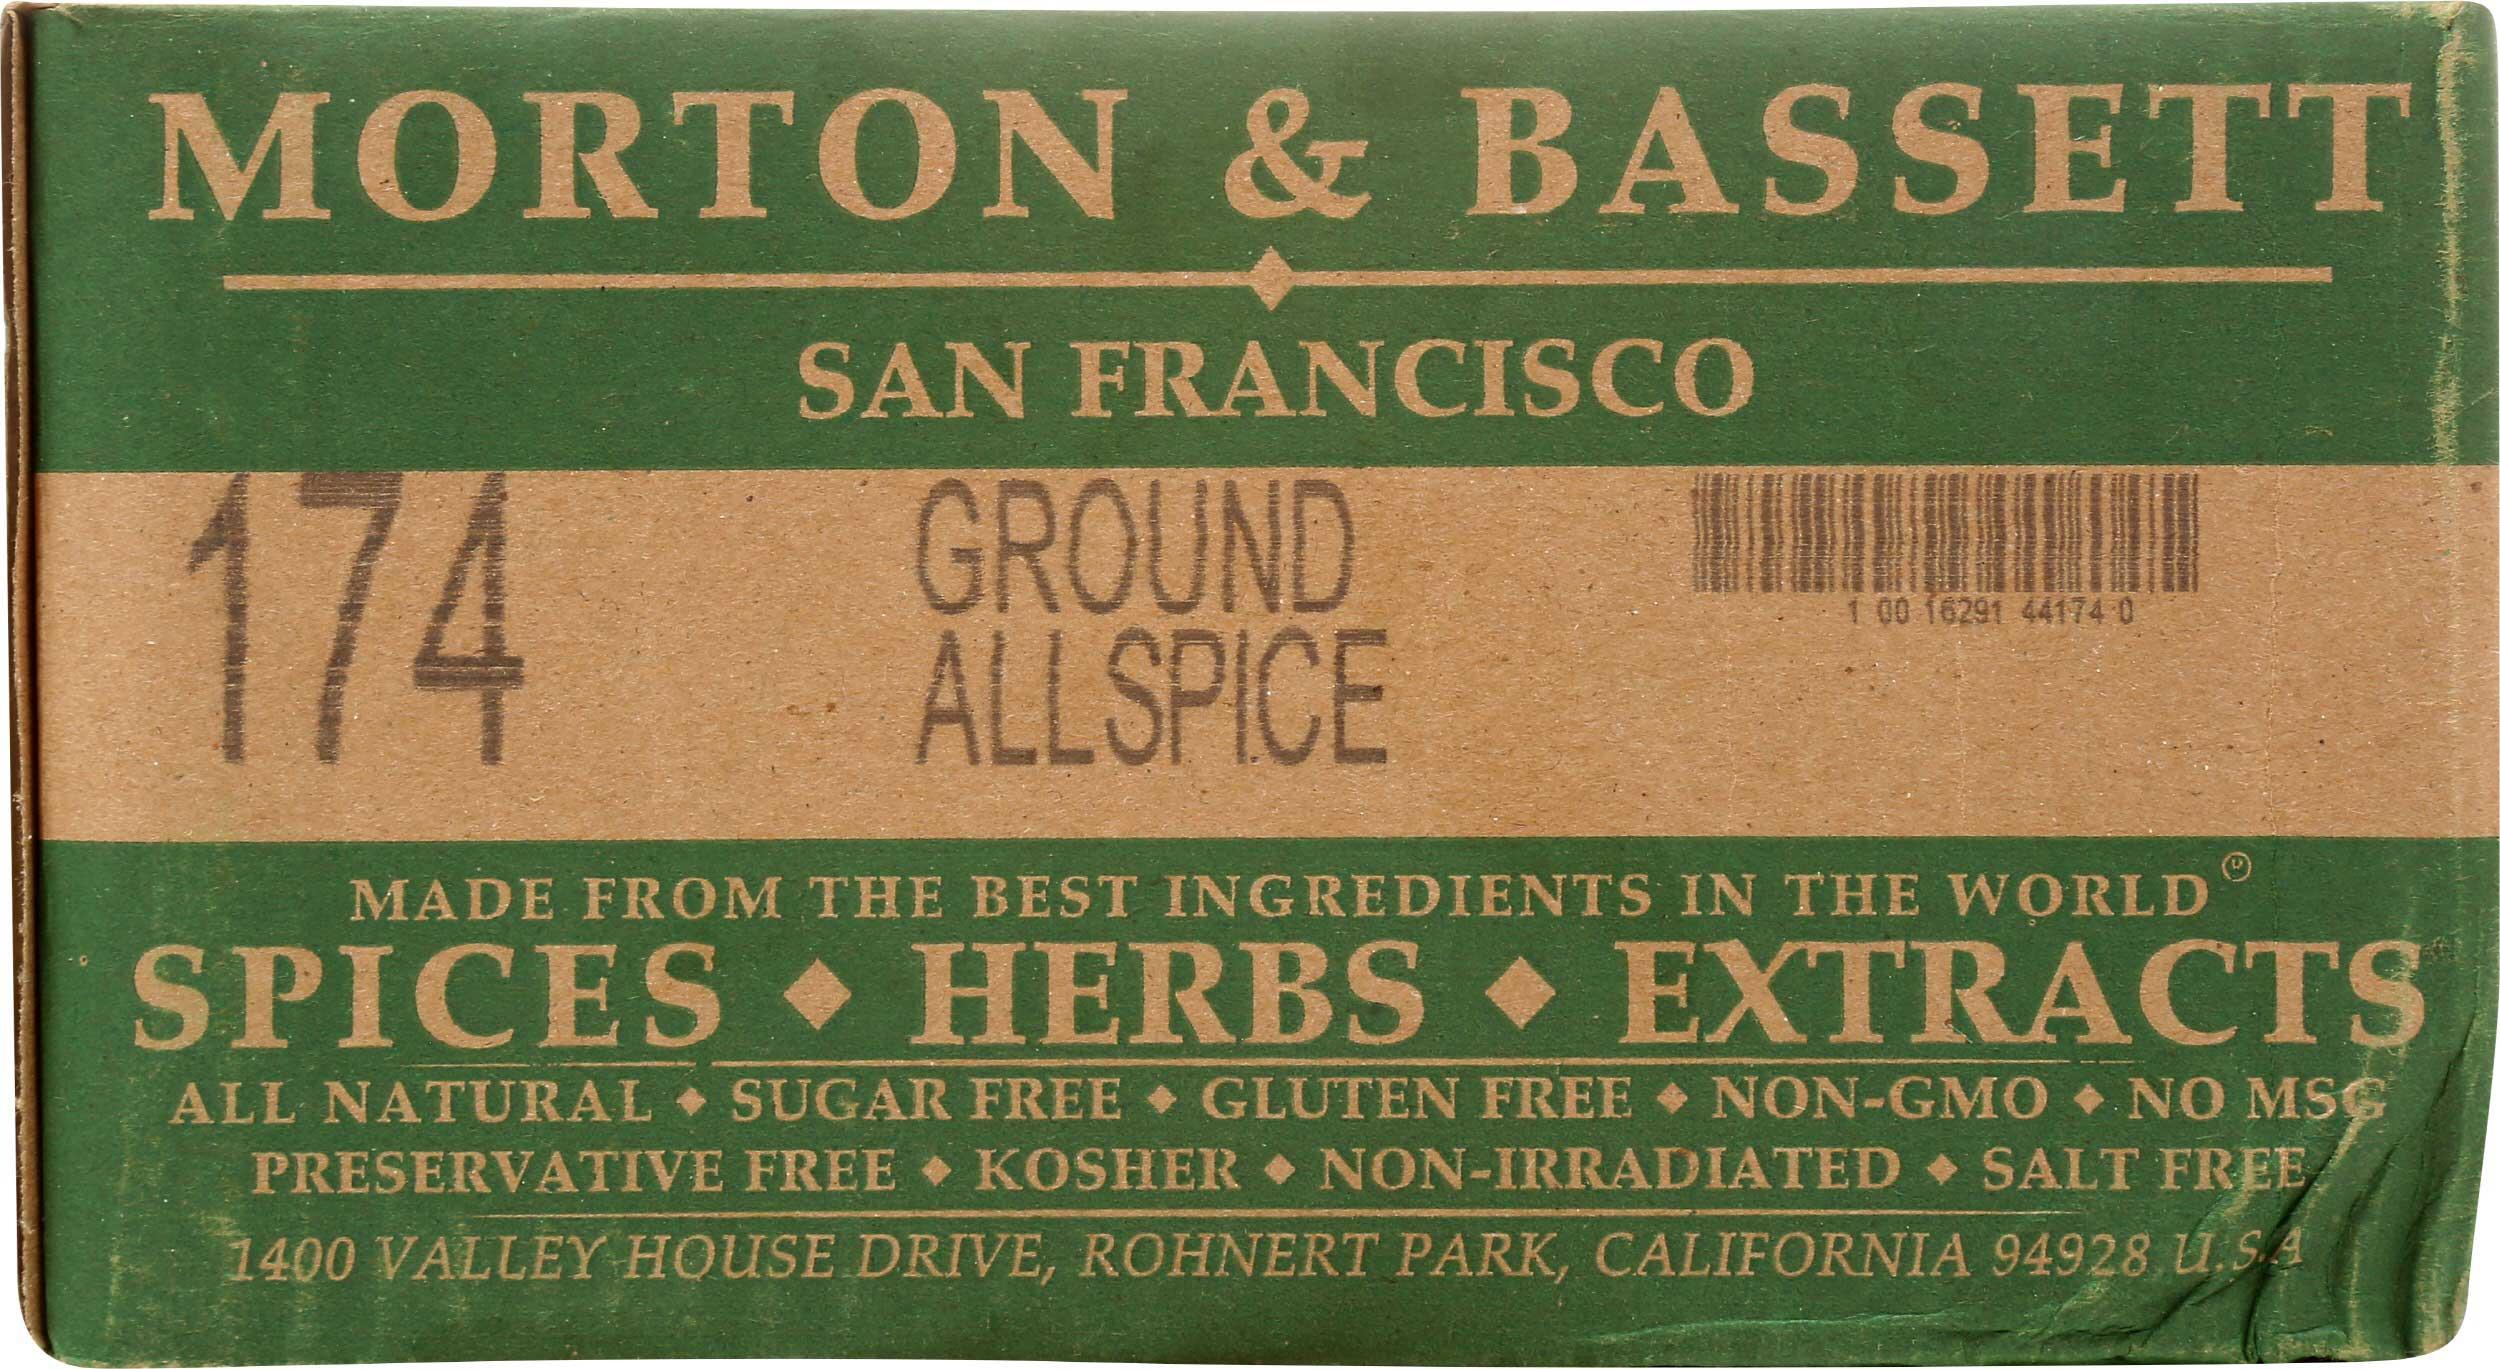 MORTON & BASSETT
SAN FRANCISCO
174
GROUND
ALLSPICE
1 00 16291 44174 0
MADE FROM THE BEST INGREDIENTS IN THE WORLD Ⓤ
SPICES ◆ HERBS ◆ EXTRACTS
ALL NATURAL ◆ SUGAR FREE ◆ GLUTEN FREE ◆ NON-GMO ◆ NO MSG
PRESERVATIVE FREE ◆ KOSHER ◆ NON-IRRADIATED ◆ SALT FREE
1400 VALLEY HOUSE DRIVE, ROHNERT PARK, CALIFORNIA 94928 U.S.A